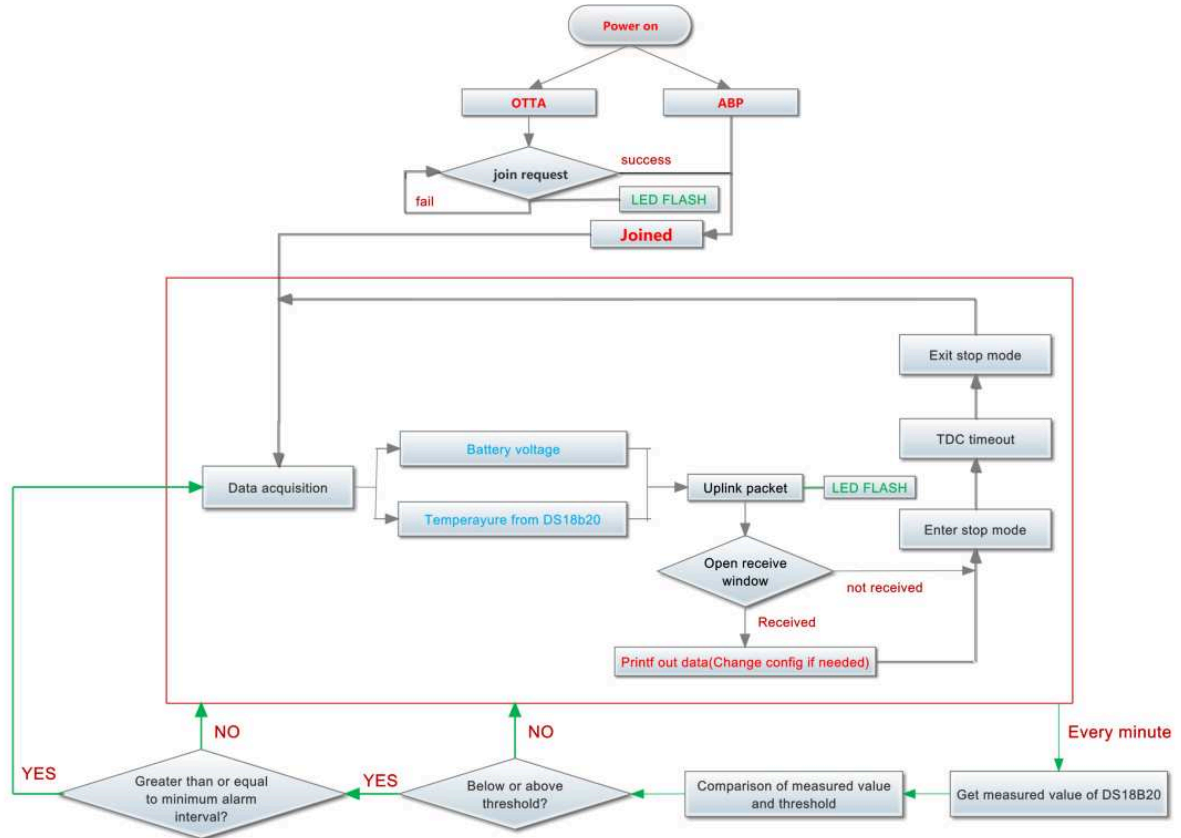 Power on
OTTA
ABP
join request
success
fail
LED FLASH
Joined
Exit stop mode
TDC timeout
Battery voltage
Data acquisition
Uplink packet
LED FLASH
Temperayure from DS18b20
Enter stop mode
Open receive
window
not received
Received
Printf out data(Change config if needed)
NO
NO
Every minute
YES
Greater than or equal
to minimum alarm
interval?
YES
Below or above
threshold?
Comparison of measured value
and threshold
Get measured value of DS18B20